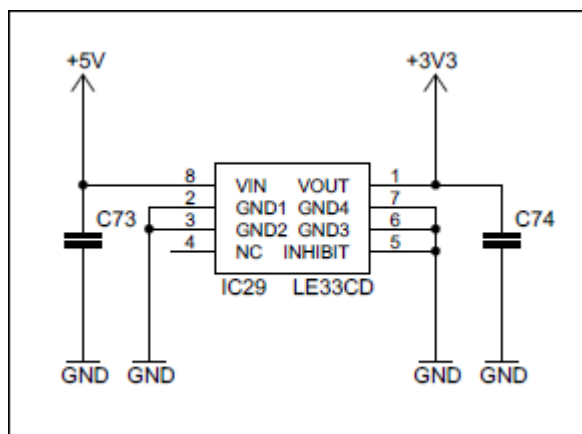 +5V +3V3
8 VIN VOUT 1
2 GND1 GND4 7
C73 3 GND2 GND3 6 C74
4 NC INHIBIT 5
IC29 LE33CD
GND GND GND GND